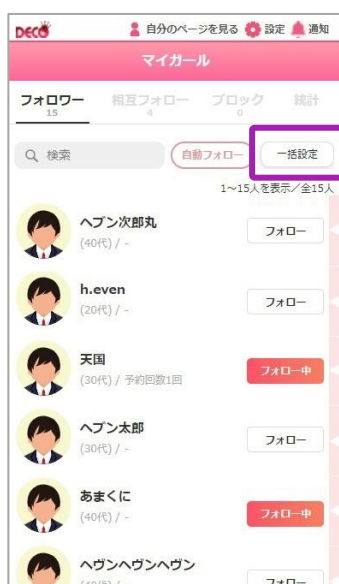 DECO 自分のページを見る 設定 通知
マイガール
フォロワー 相互フォロー ブロック 統計
15 4 0
検索 自動フォロー 一括設定
1～15人を表示／全15人
ヘブン次郎丸
(40代) / -
フォロー
h.even
(20代) / -
フォロー
天国
(30代) / 予約回数1回
フォロー中
ヘブン太郎
(30代) / -
フォロー
あまくに
(40代) / -
フォロー中
ヘヴンヘヴンヘヴン
(40代) / -
フォロー